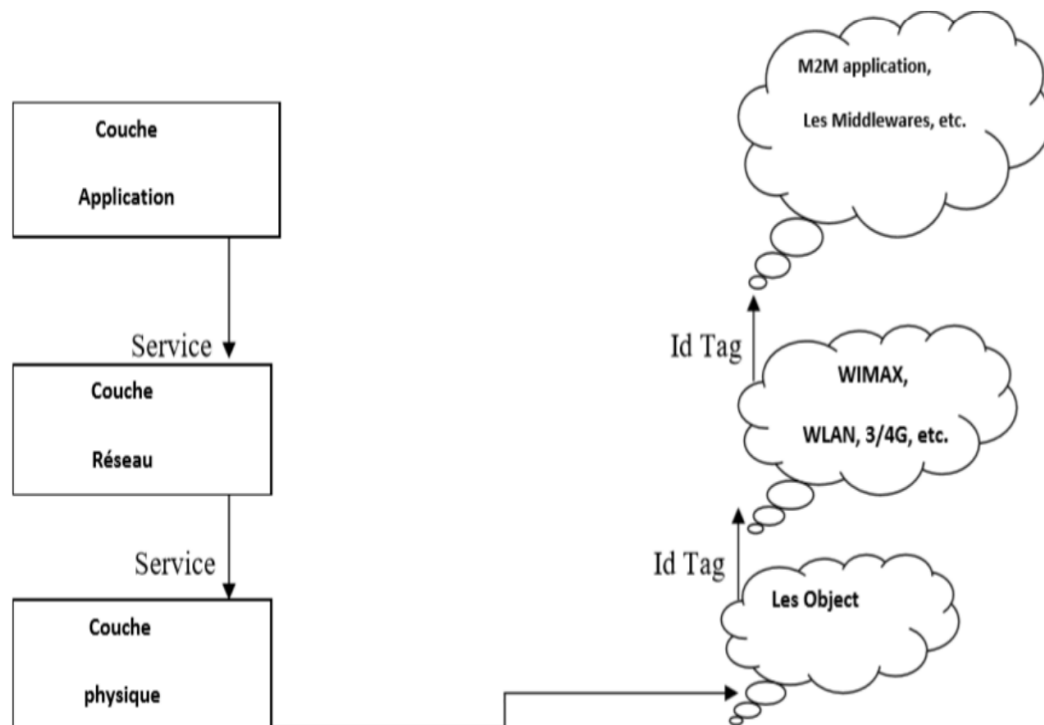 Couche
Application
Service
Couche
Réseau
Service
Couche
physique
M2M application,
Les Middlewares, etc.
Id Tag
WIMAX,
WLAN, 3/4G, etc.
Id Tag
Les Object